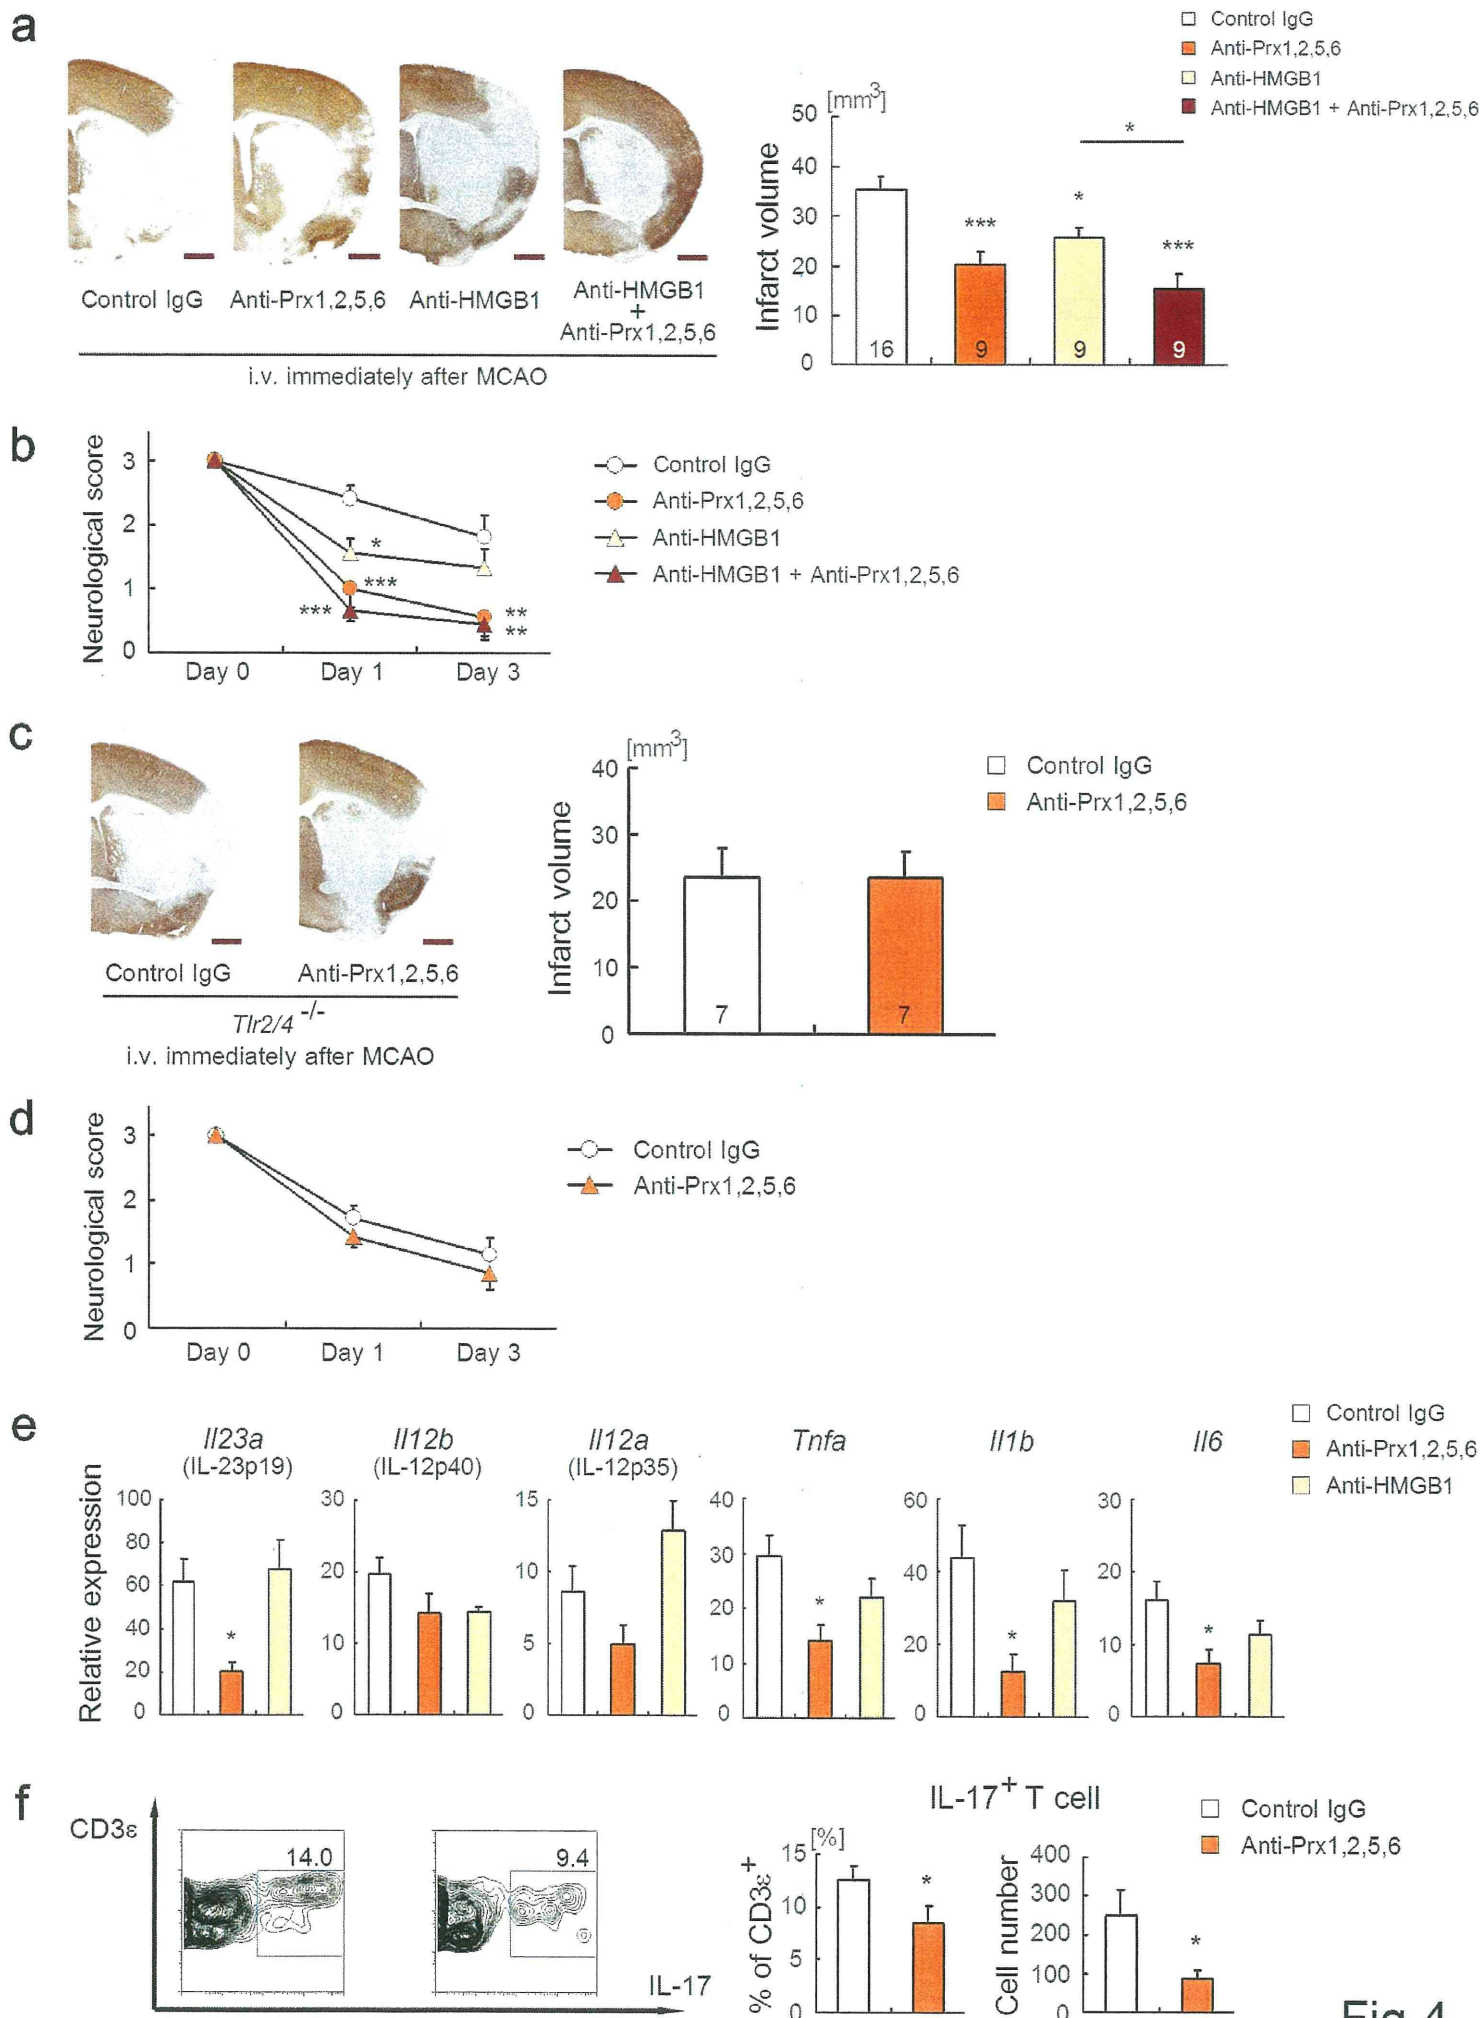 a
Control IgG
Anti-Prx1,2,5,6
Anti-HMGB1
Anti-HMGB1 + Anti-Prx1,2,5,6
Control IgG
Anti-Prx1,2,5,6
Anti-HMGB1
Anti-HMGB1
+
Anti-Prx1,2,5,6
i.v. immediately after MCAO
[mm³]
Infarct volume
50
40
30
20
10
0
***
*
***
*
16
9
9
9
b
Neurological score
3
2
1
0
*
***
***
**
**
Day 0
Day 1
Day 3
Control IgG
Anti-Prx1,2,5,6
Anti-HMGB1
Anti-HMGB1 + Anti-Prx1,2,5,6
c
Control IgG
Anti-Prx1,2,5,6
Tlr2/4 -/-
i.v. immediately after MCAO
[mm³]
Infarct volume
40
30
20
10
0
7
7
Control IgG
Anti-Prx1,2,5,6
d
Neurological score
3
2
1
0
Day 0
Day 1
Day 3
Control IgG
Anti-Prx1,2,5,6
e
Control IgG
Anti-Prx1,2,5,6
Anti-HMGB1
Relative expression
Il23a
(IL-23p19)
100
80
60
40
20
0
*
Il12b
(IL-12p40)
30
20
10
0
Il12a
(IL-12p35)
15
10
5
0
Tnfa
40
30
20
10
0
*
Il1b
60
40
20
0
*
Il6
30
20
10
0
*
f
CD3ε
14.0
9.4
IL-17
IL-17⁺ T cell
Control IgG
Anti-Prx1,2,5,6
[%]
% of CD3ε⁺
15
10
5
0
*
Cell number
400
300
200
100
0
*
Fig 4